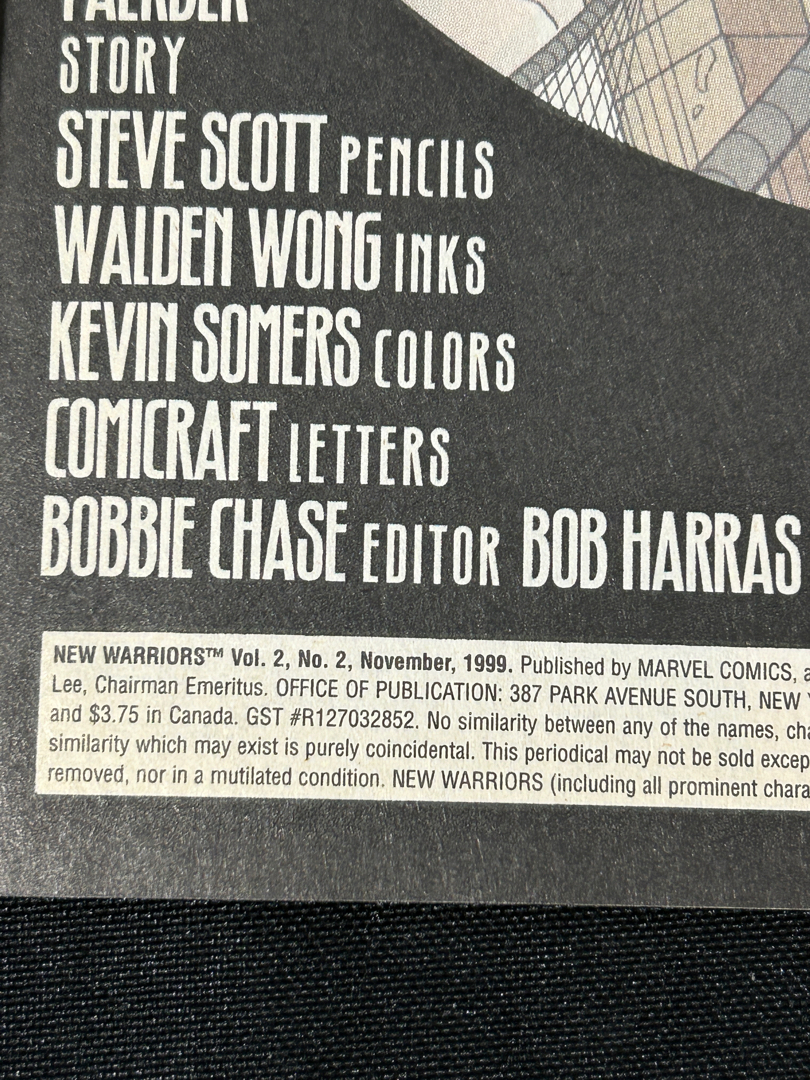 FAERBER
STORY
STEVE SCOTT PENCILS
WALDEN WONG INKS
KEVIN SOMERS COLORS
COMICRAFT LETTERS
BOBBIE CHASE EDITOR BOB HARRAS
NEW WARRIORS™ Vol. 2, No. 2, November, 1999. Published by MARVEL COMICS,
Lee, Chairman Emeritus. OFFICE OF PUBLICATION: 387 PARK AVENUE SOUTH, NEW
and $3.75 in Canada. GST #R127032852. No similarity between any of the names,
similarity which may exist is purely coincidental. This periodical may not be sold
removed, nor in a mutilated condition. NEW WARRIORS (including all prominent